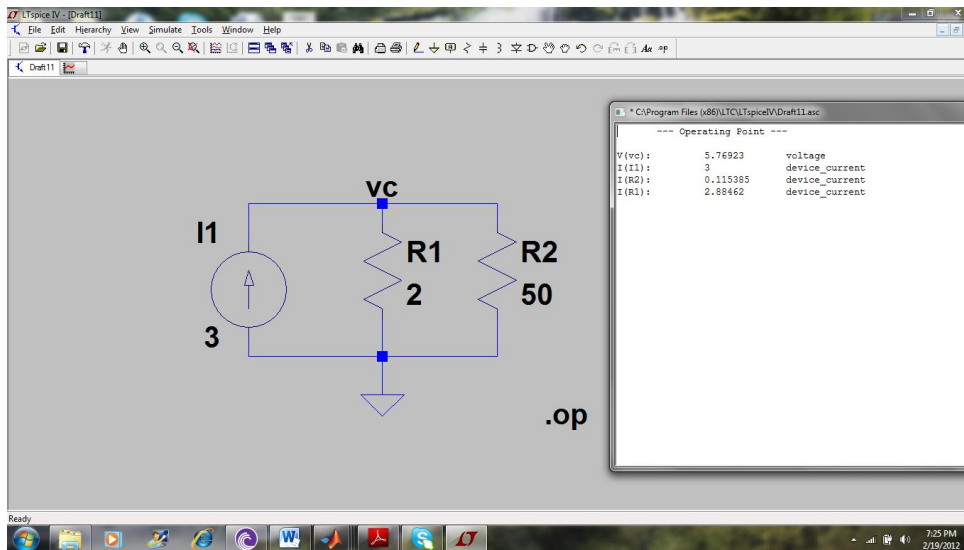 LTspice IV - [Draft11]
File Edit Hierarchy View Simulate Tools Window Help
Aa .op
Draft11
vc
I1
3
R1
2
R2
50
.op
* C:\Program Files (x86)\LTC\LTspiceIV\Draft11.asc
--- Operating Point ---
V(vc): 5.76923 voltage
I(I1): 3 device_current
I(R2): 0.115385 device_current
I(R1): 2.88462 device_current
Ready
7:25 PM
2/19/2012